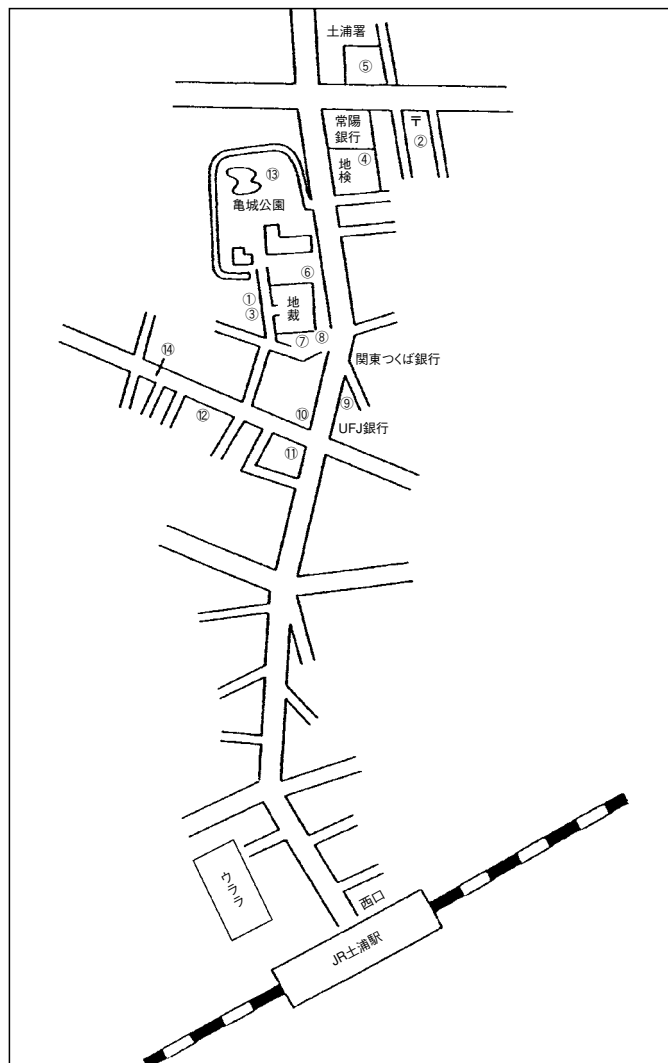 土浦署
⑤
常陽
銀行
〒
②
地
検
④
⑬
亀城公園
⑥
①
③
地
裁
⑦
⑧
関東つくば銀行
⑭
⑨
⑫
⑩
UFJ銀行
⑪
ウララ
西口
JR土浦駅